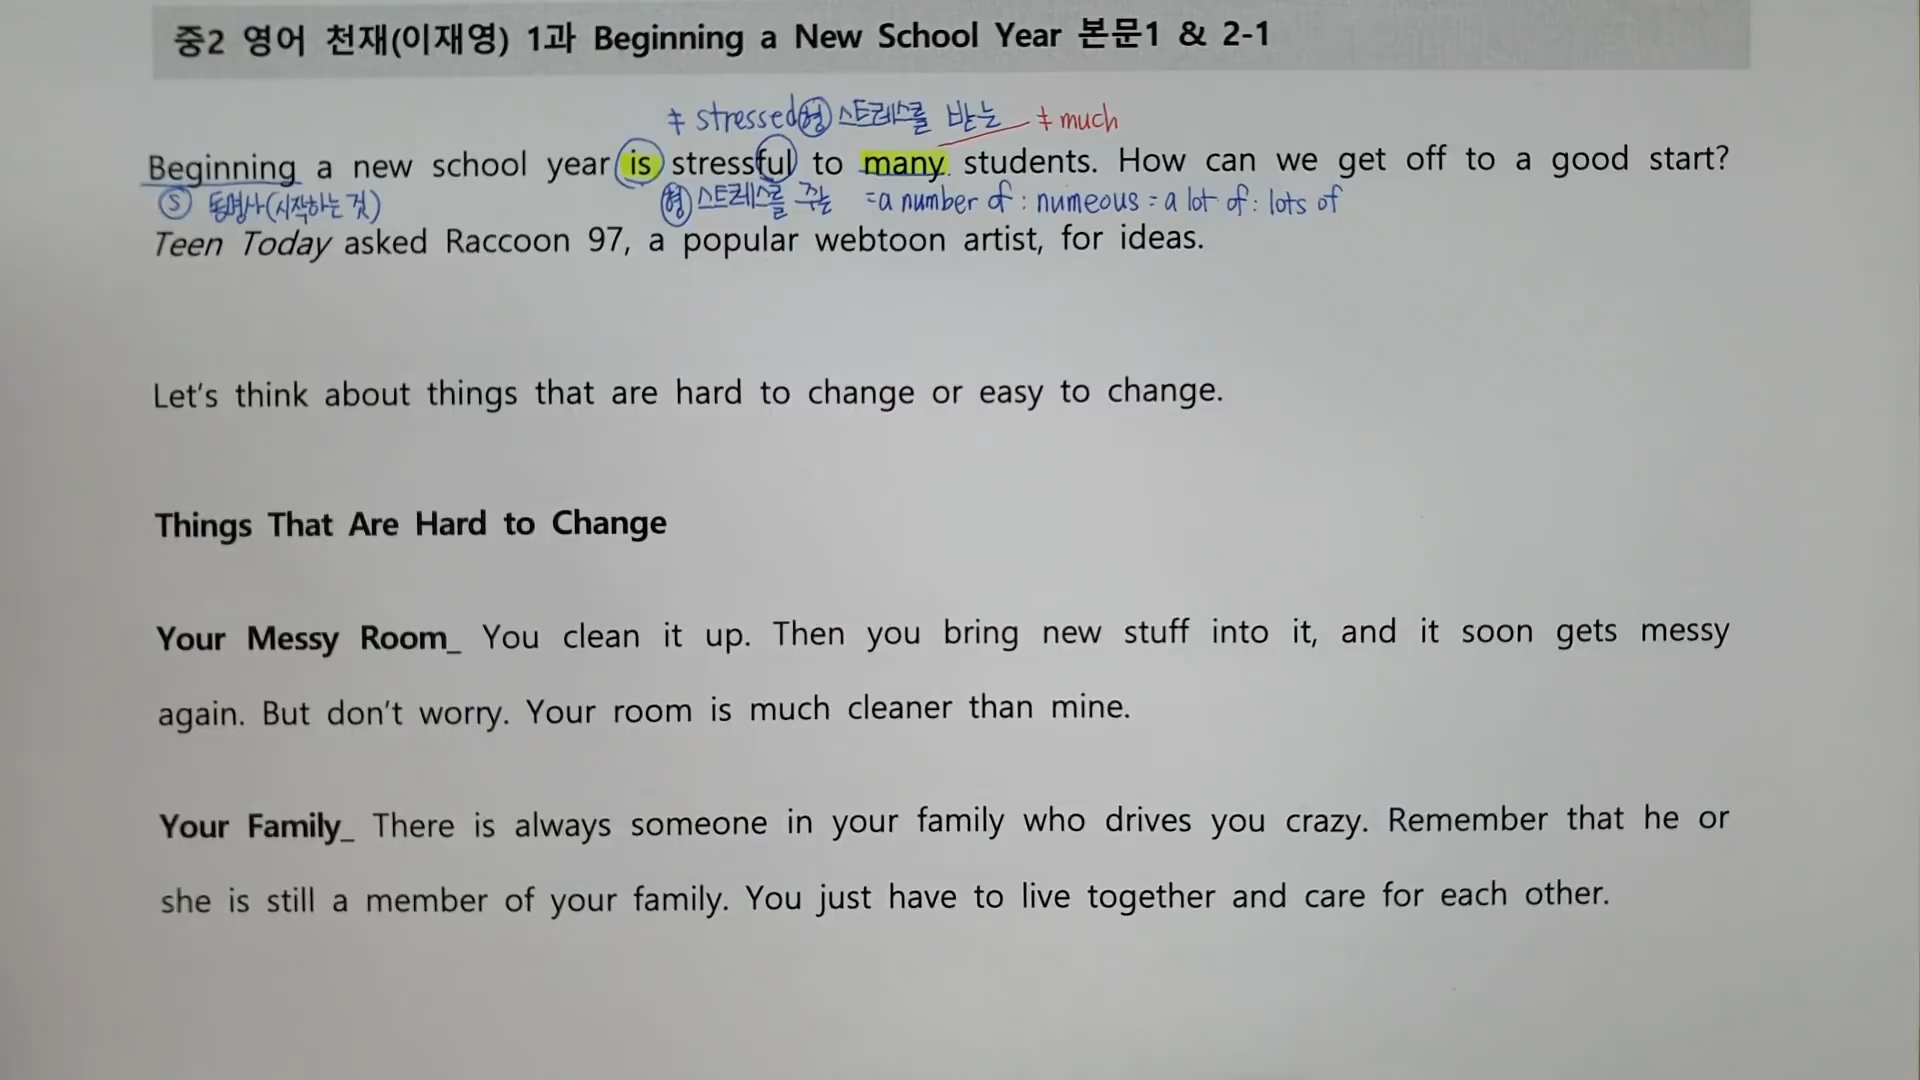 중2 영어 천재(이재영) 1과 Beginning a New School Year 본문1 & 2-1
≠ stressed 형 스트레스를 받는 ≠ much
Beginning a new school year is stressful to many students. How can we get off to a good start?
S 동명사(시작하는 것) 형 스트레스를 주는 =a number of : numeous = a lot of : lots of
Teen Today asked Raccoon 97, a popular webtoon artist, for ideas.
Let's think about things that are hard to change or easy to change.
Things That Are Hard to Change
Your Messy Room_ You clean it up. Then you bring new stuff into it, and it soon gets messy
again. But don't worry. Your room is much cleaner than mine.
Your Family_ There is always someone in your family who drives you crazy. Remember that he or
she is still a member of your family. You just have to live together and care for each other.